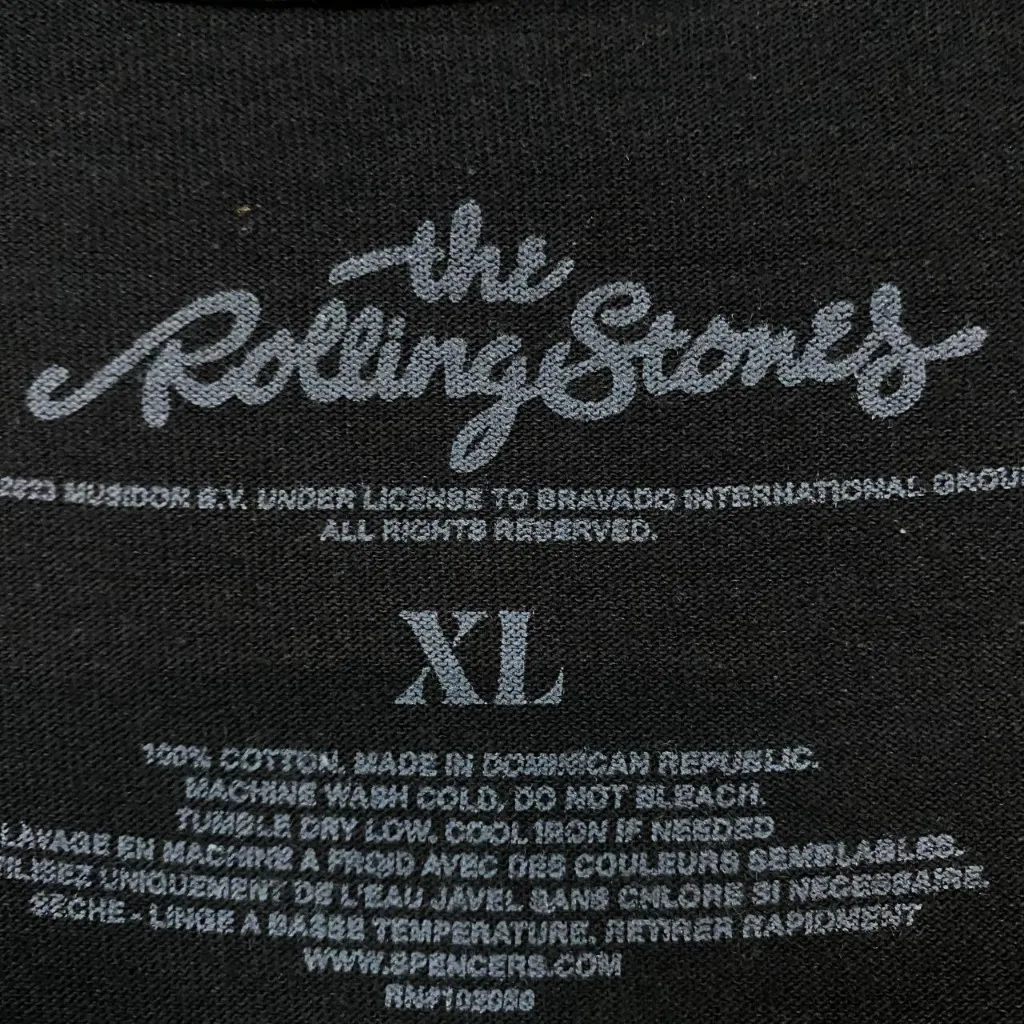 the
Rolling Stones
MUSIDOR B.V. UNDER LICENSE TO BRAVADO INTERNATIONAL GROUP
ALL RIGHTS RESERVED.
XL
100% COTTON. MADE IN DOMINICAN REPUBLIC.
MACHINE WASH COLD. DO NOT BLEACH.
TUMBLE DRY LOW. COOL IRON IF NEEDED
LAVAGE EN MACHINE A FROID AVEC DES COULEURS SEMBLABLES.
UNIQUEMENT DE L'EAU JAVEL SANS CHLORE SI NECESSAIRE.
SECHE - LINGE A BASSE TEMPERATURE. RETIRER RAPIDMENT
WWW.SPENCERS.COM